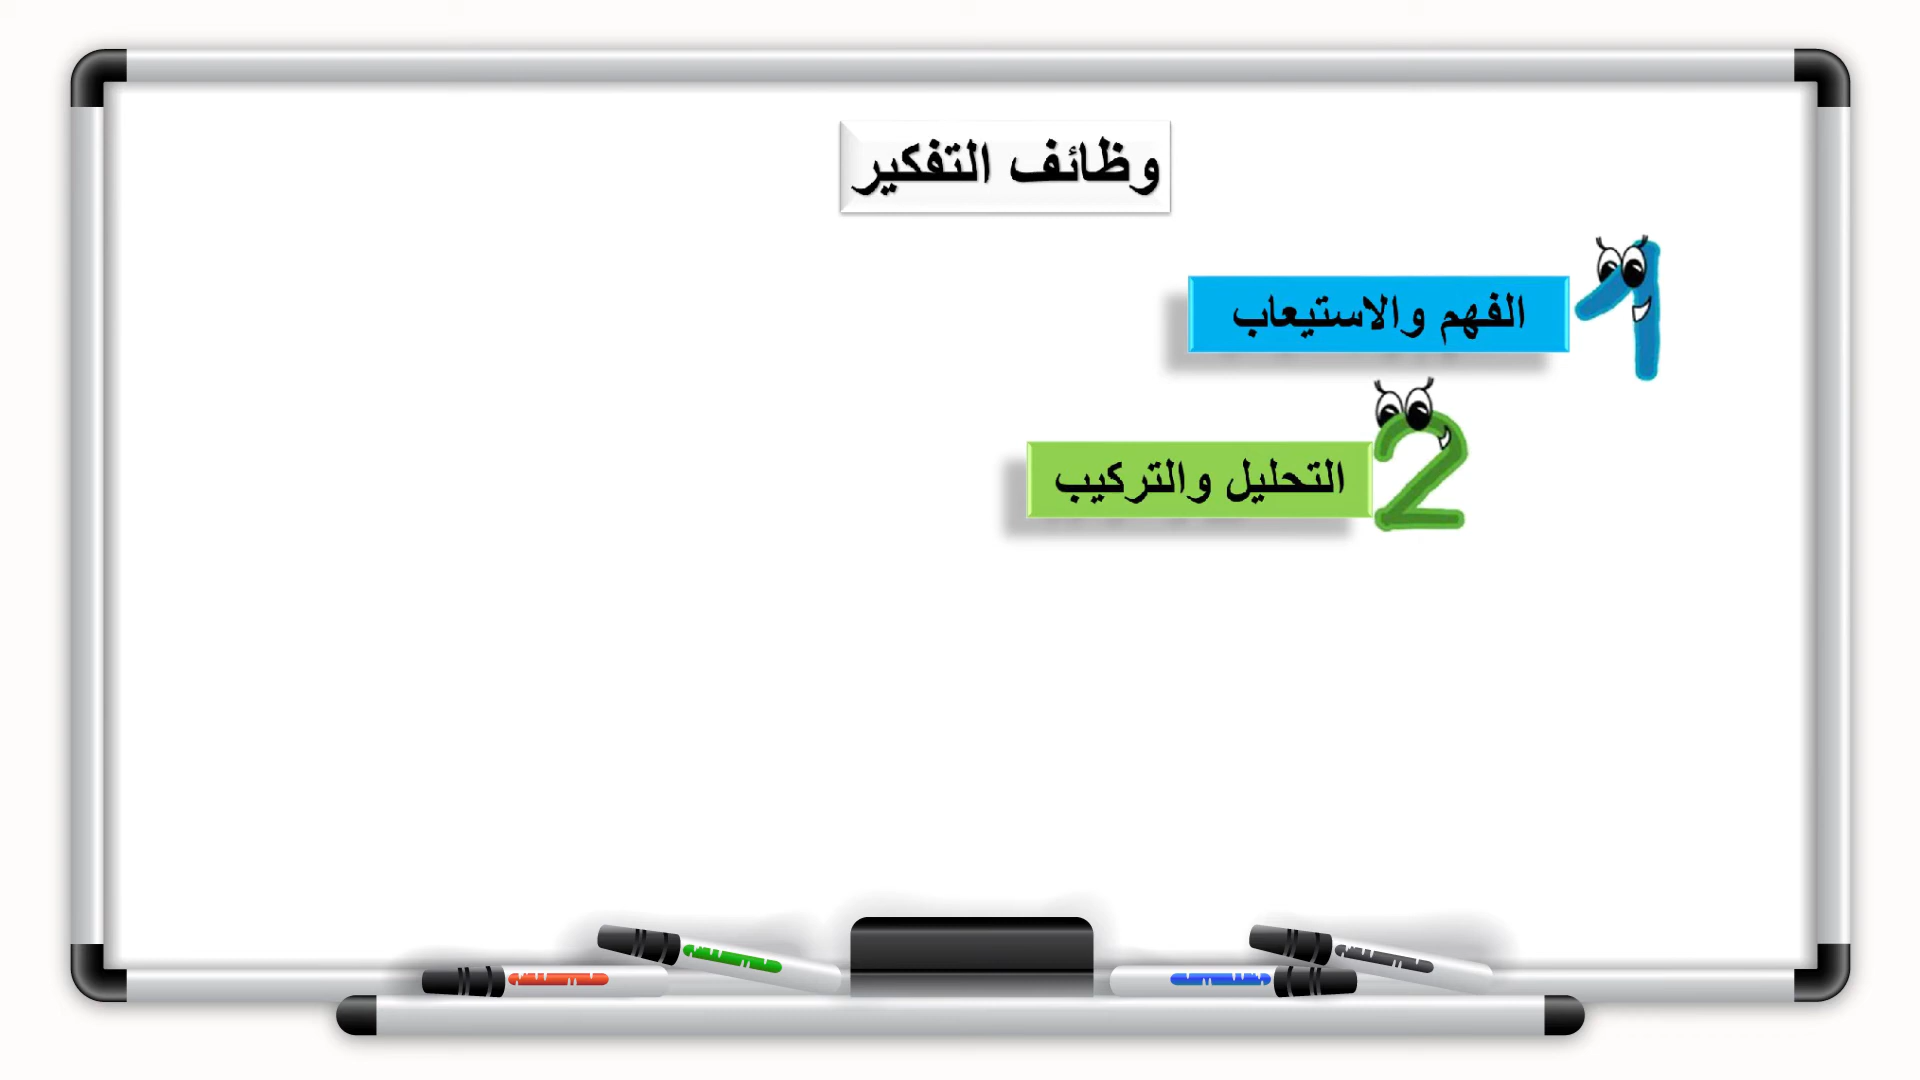 وظائف التفكير
1
الفهم والاستيعاب
2
التحليل والتركيب